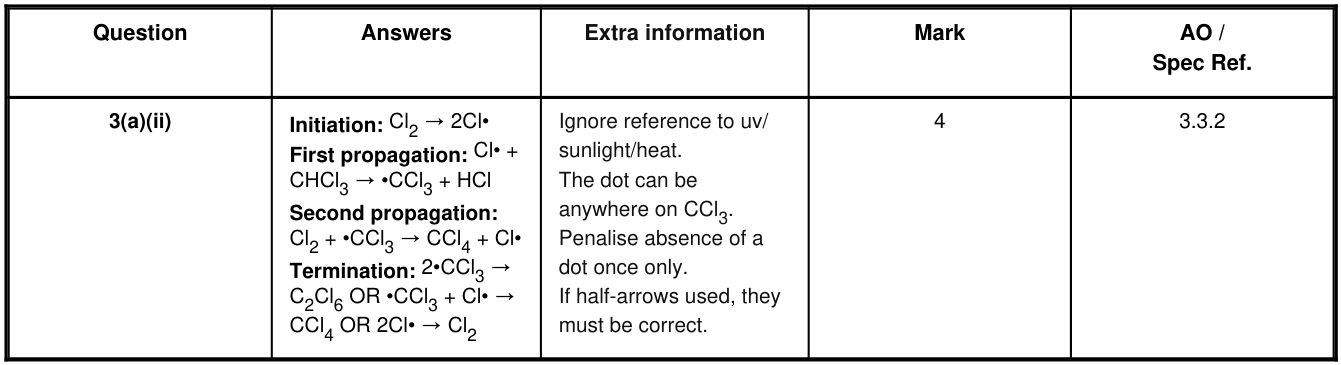 Question Answers Extra information Mark AO /
Spec Ref.
3(a)(ii)
Initiation: Cl₂ → 2Cl•
First propagation: Cl• +
CHCl₃ → •CCl₃ + HCl
Second propagation:
Cl₂ + •CCl₃ → CCl₄ + Cl•
Termination: 2•CCl₃ →
C₂Cl₆ OR •CCl₃ + Cl• →
CCl₄ OR 2Cl• → Cl₂
Ignore reference to uv/
sunlight/heat.
The dot can be
anywhere on CCl₃.
Penalise absence of a
dot once only.
If half-arrows used, they
must be correct.
4
3.3.2